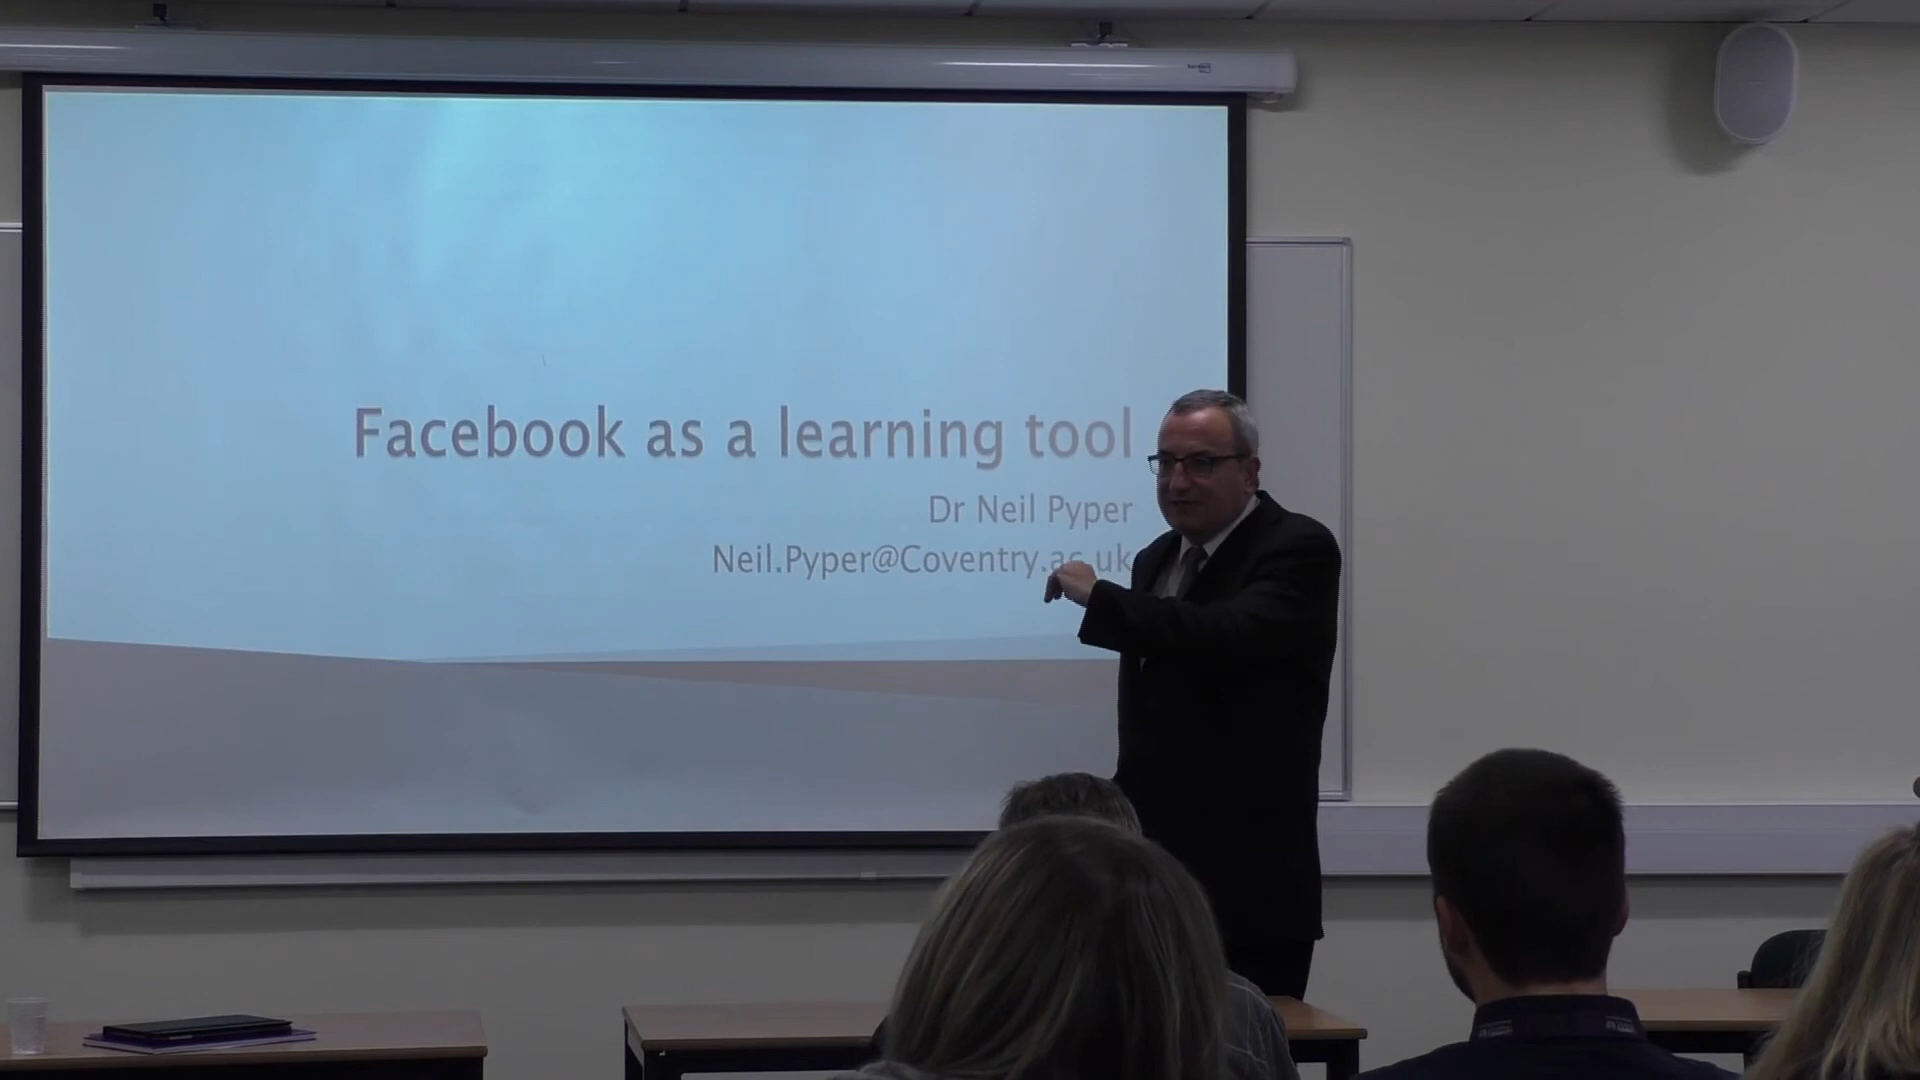 Facebook as a learning tool
Dr Neil Pyper
Neil.Pyper@Coventry.ac.uk